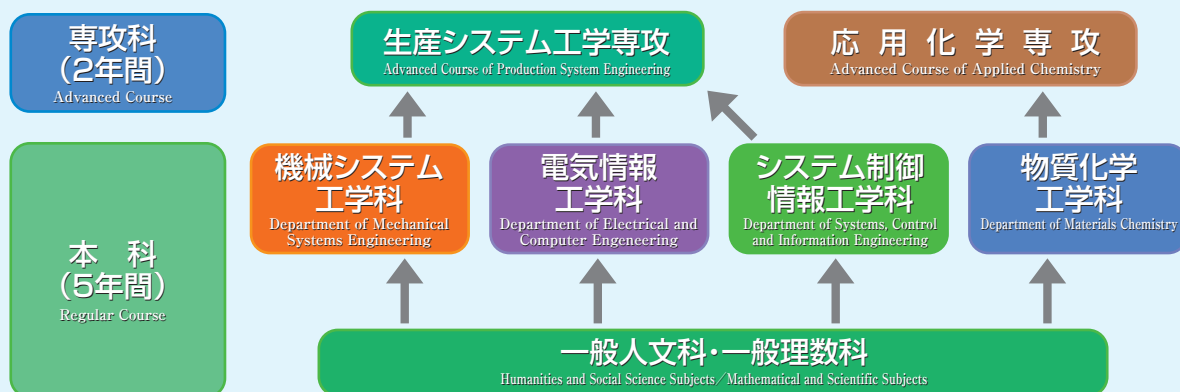 専攻科
（2年間）
Advanced Course
生産システム工学専攻
Advanced Course of Production System Engineering
応用化学専攻
Advanced Course of Applied Chemistry
本 科
（5年間）
Regular Course
機械システム
工学科
Department of Mechanical
Systems Engineering
電気情報
工学科
Department of Electrical and
Computer Engeneering
システム制御
情報工学科
Department of Systems, Control
and Information Engineering
物質化学
工学科
Department of Materials Chemistry
一般人文科・一般理数科
Humanities and Social Science Subjects／Mathematical and Scientific Subjects